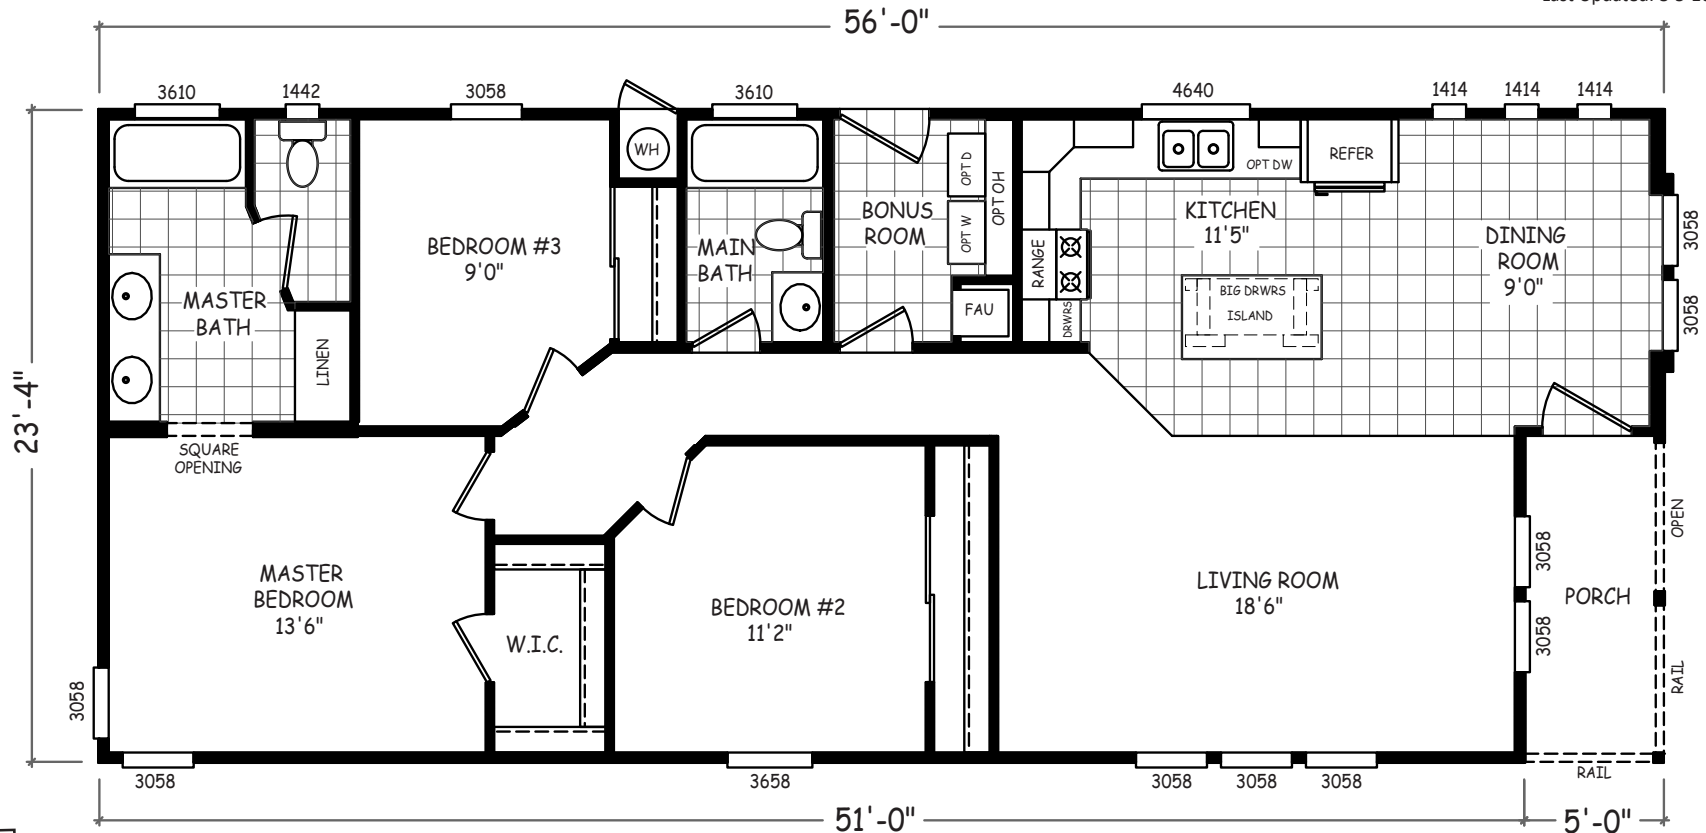 56'-0"
3610
1442
3058
3610
4640
1414
1414
1414
WH
OPT D
OPT W
OPT OH
OPT DW
REFER
BEDROOM #3
9'0"
MAIN
BATH
BONUS
ROOM
KITCHEN
11'5"
DINING
ROOM
9'0"
3058
3058
MASTER
BATH
LINEN
RANGE
DRWRS
FAU
BIG DRWRS
ISLAND
23'-4"
SQUARE
OPENING
MASTER
BEDROOM
13'6"
W.I.C.
BEDROOM #2
11'2"
LIVING ROOM
18'6"
3058
3058
PORCH
OPEN
RAIL
RAIL
3058
3058
3658
3058
3058
3058
51'-0"
5'-0"